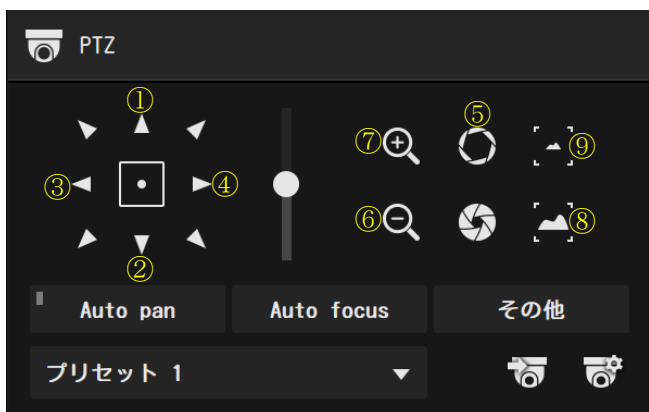 PTZ
①
⑤
⑦ ⑨
③ ④
⑥ ⑧
②
Auto pan Auto focus その他
プリセット 1